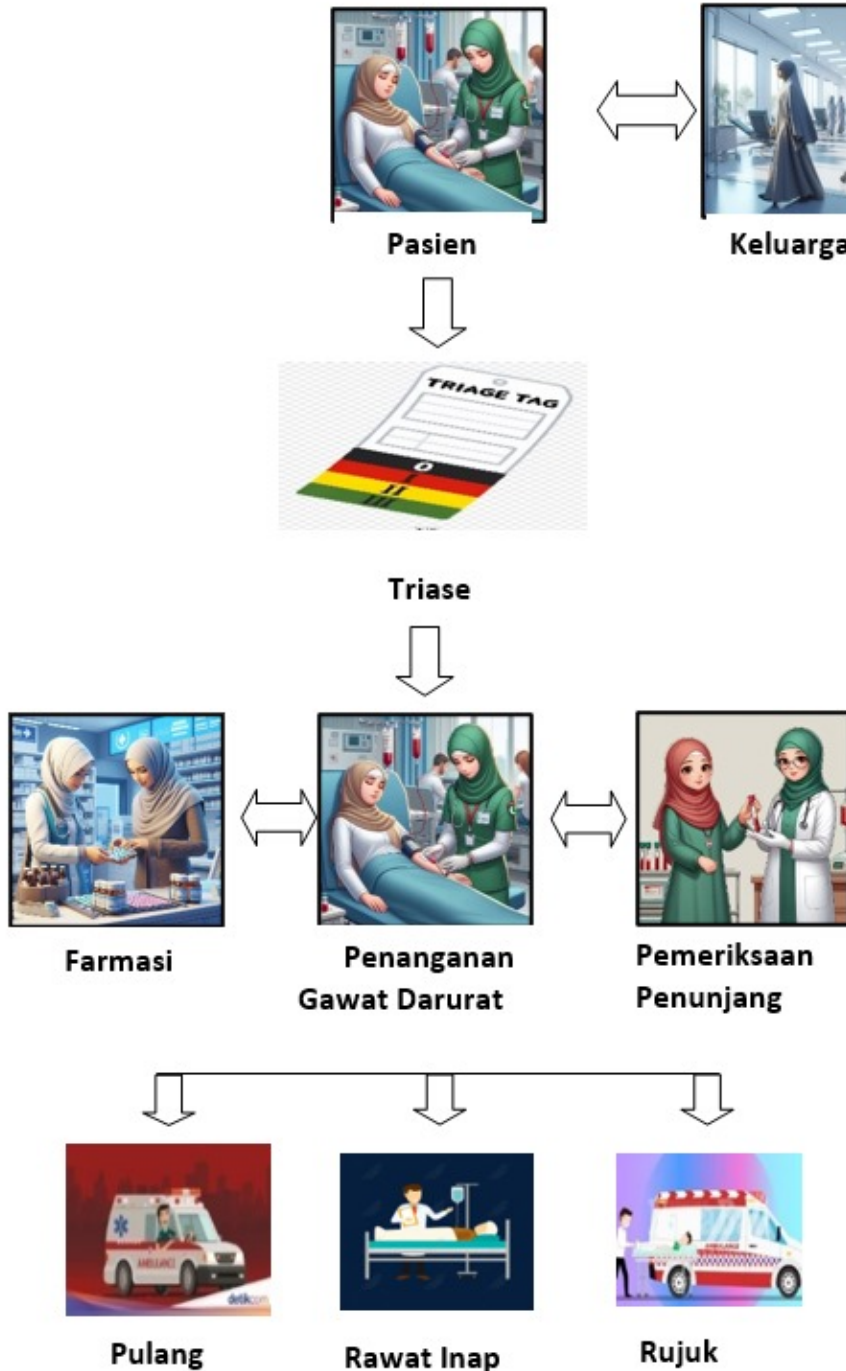 Pasien
Keluarga
TRIAGE TAG
0
I
II
III
Triase
Farmasi
Penanganan
Gawat Darurat
Pemeriksaan
Penunjang
AMBULANCE
detikcom
Pulang
Rawat Inap
Rujuk